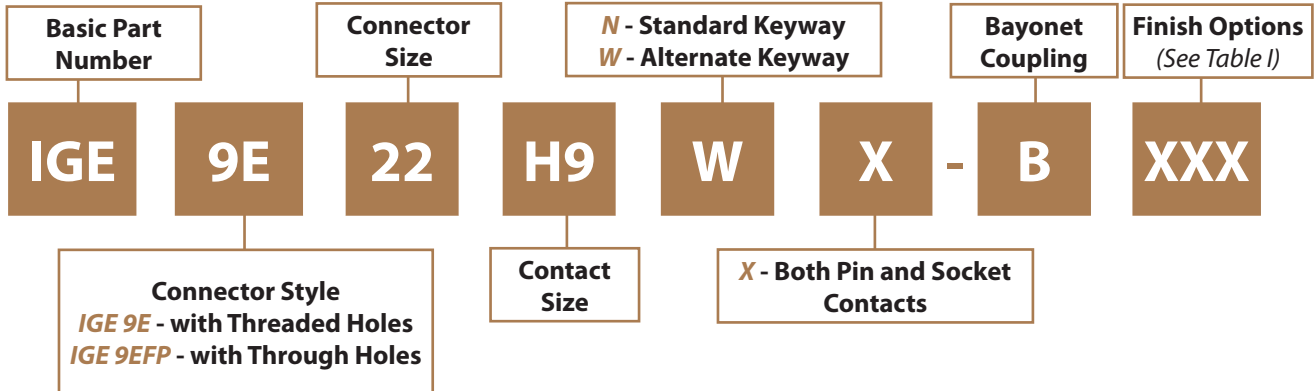 Basic Part
Number
Connector
Size
N - Standard Keyway
W - Alternate Keyway
Bayonet
Coupling
Finish Options
(See Table I)
IGE 9E 22 H9 W X - B XXX
Connector Style
IGE 9E - with Threaded Holes
IGE 9EFP - with Through Holes
Contact
Size
X - Both Pin and Socket
Contacts